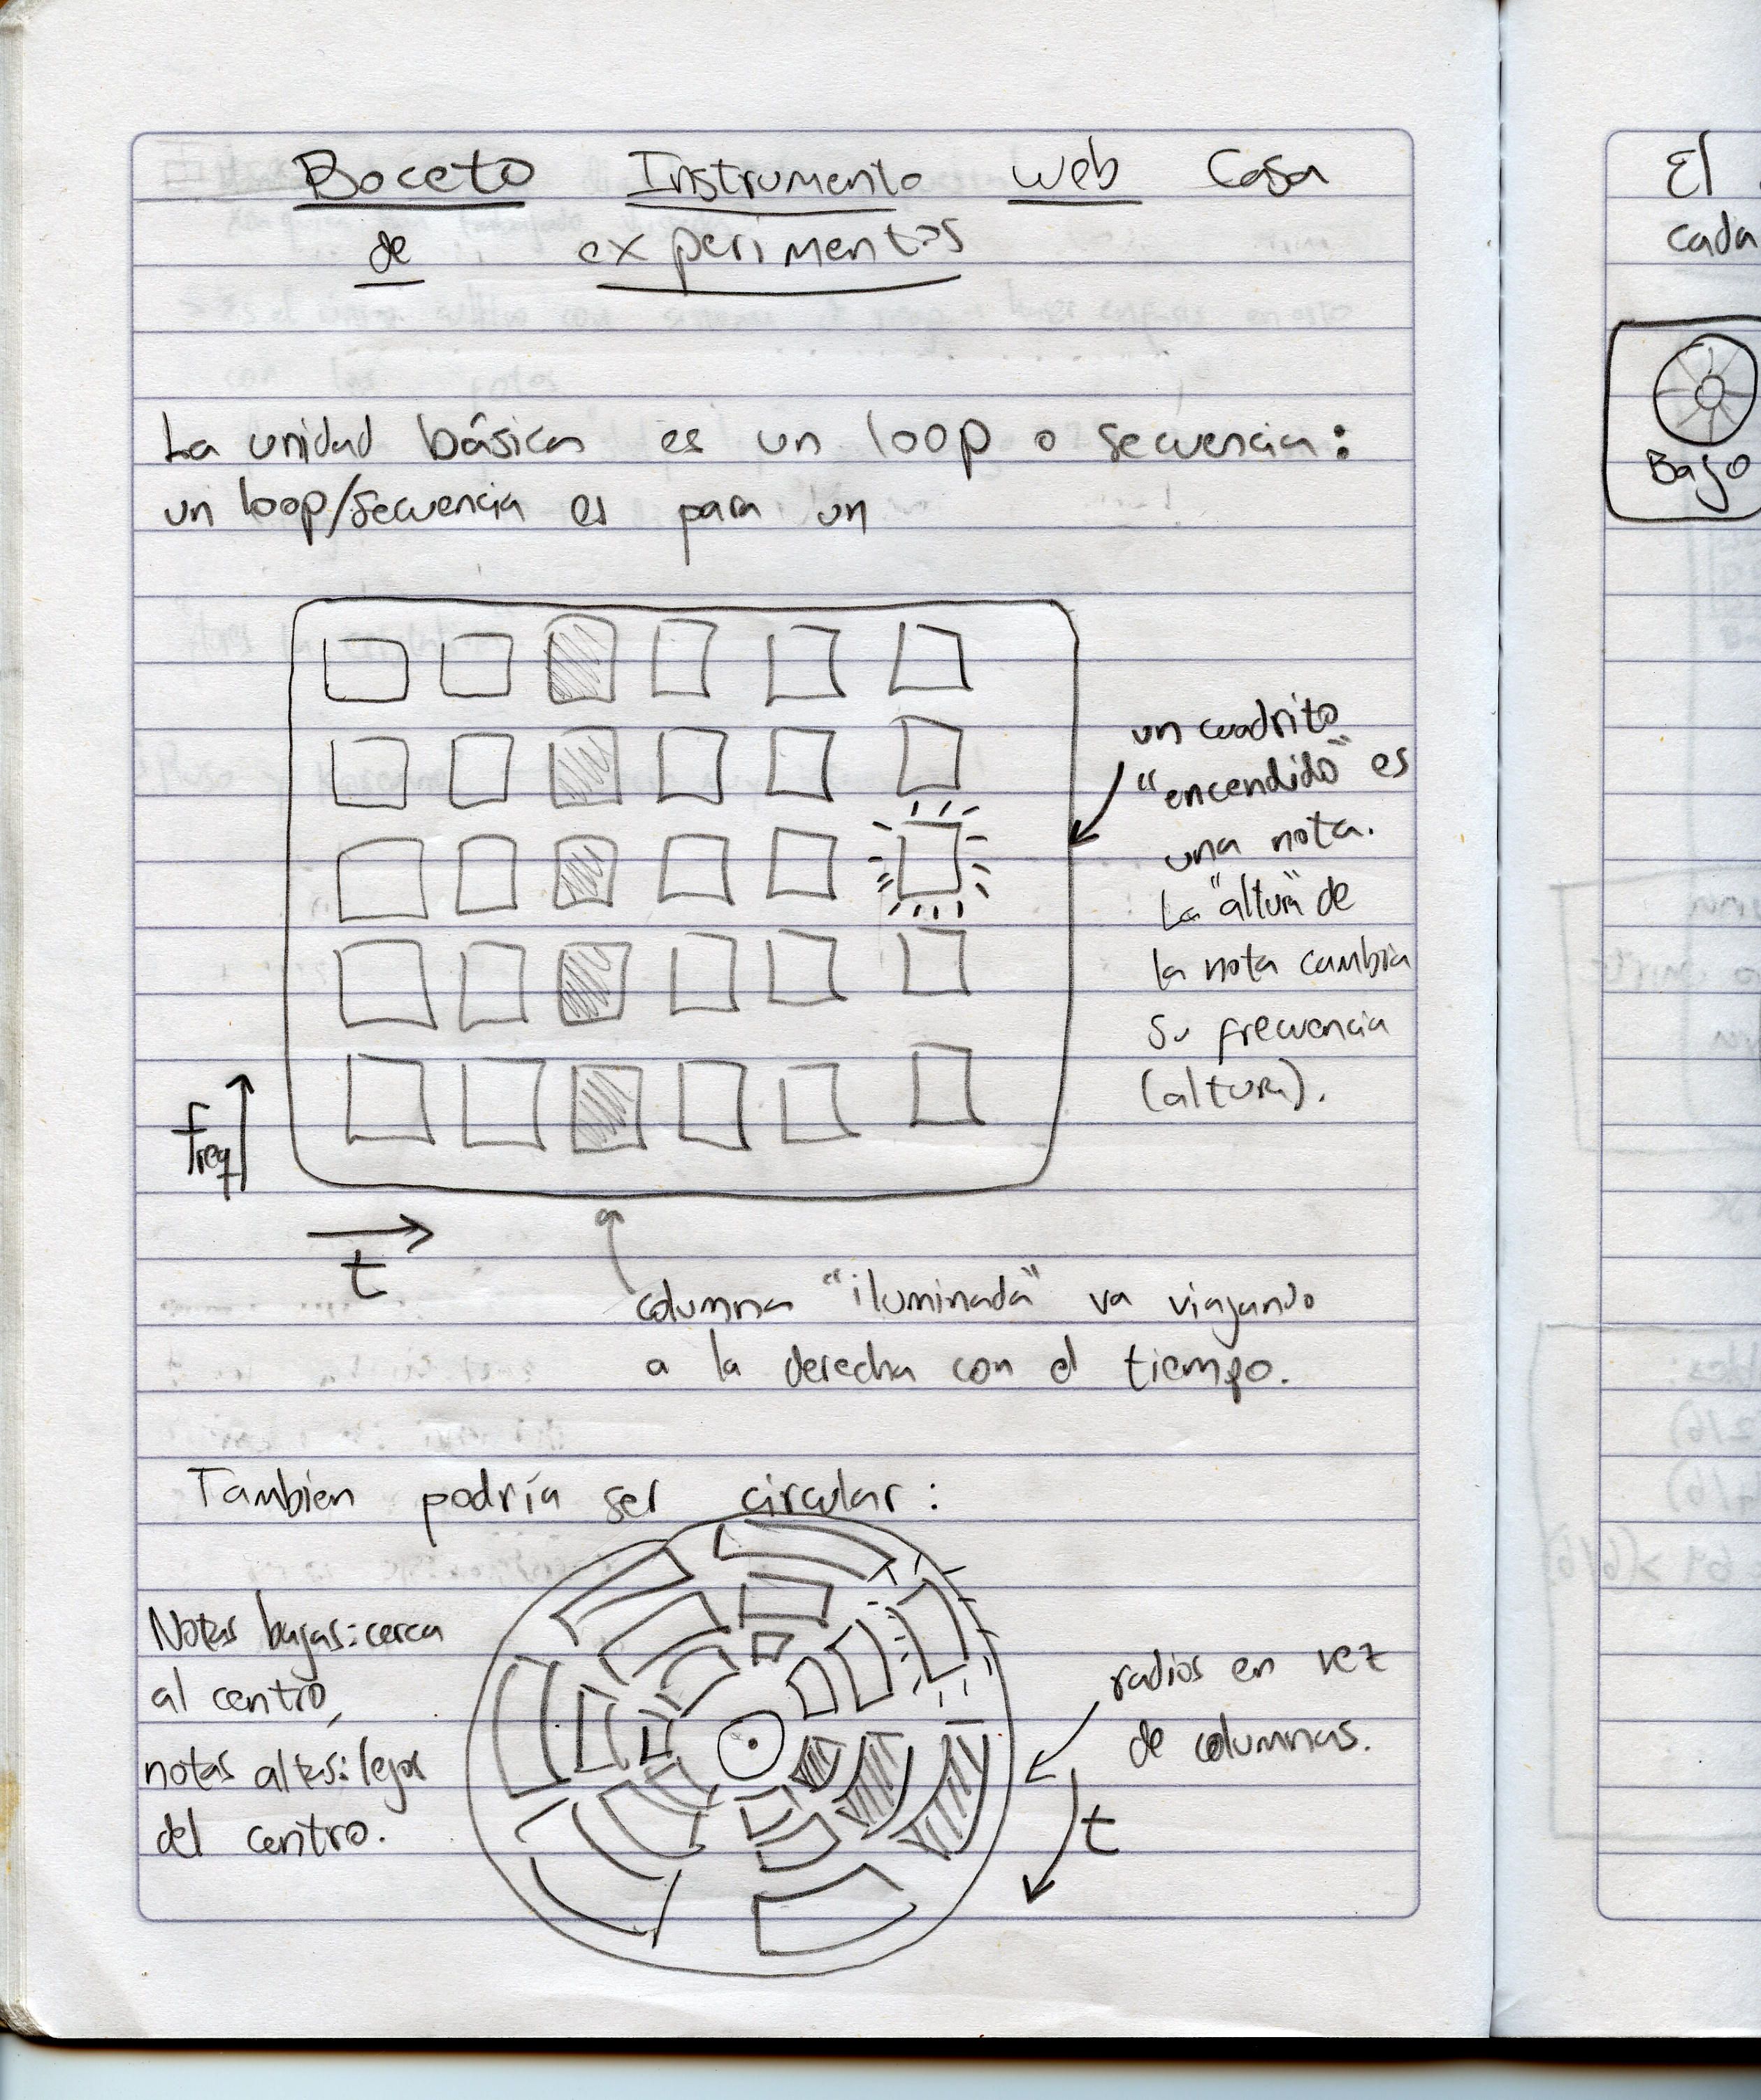 Boceto Instrumento web Casa
de experimentos
La unidad básica es un loop o secuencia:
un loop/secuencia es para un
un cuadrito
"encendido" es
una nota.
La "altura" de
la nota cambia
su frecuencia
(altura).
freq
t
columna "iluminada" va viajando
a la derecha con el tiempo.
Tambien podría ser circular:
Notas bajas: cerca
al centro,
notas altas: lejos
del centro.
radios en vez
de columnas.
t
El
cada
Bajo